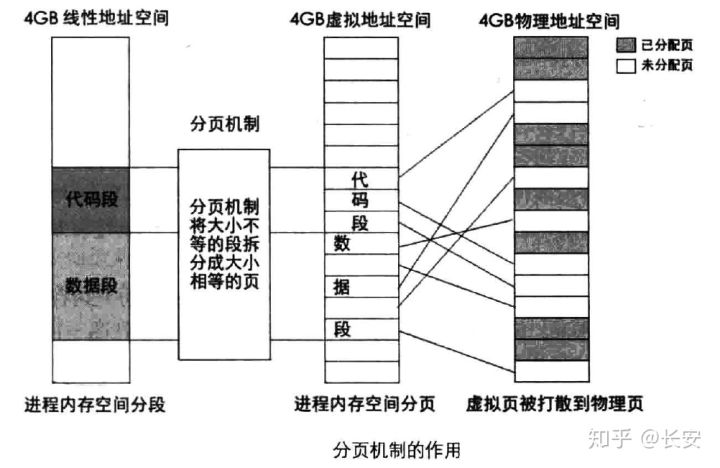 4GB 线性地址空间
4GB虚拟地址空间
4GB物理地址空间
已分配页
未分配页
分页机制
代码段
数据段
分页机制
将大小不
等的段拆
分成大小
相等的页
代
码
段
数
据
段
进程内存空间分段
进程内存空间分页
虚拟页被打散到物理页
分页机制的作用
知乎 @长安